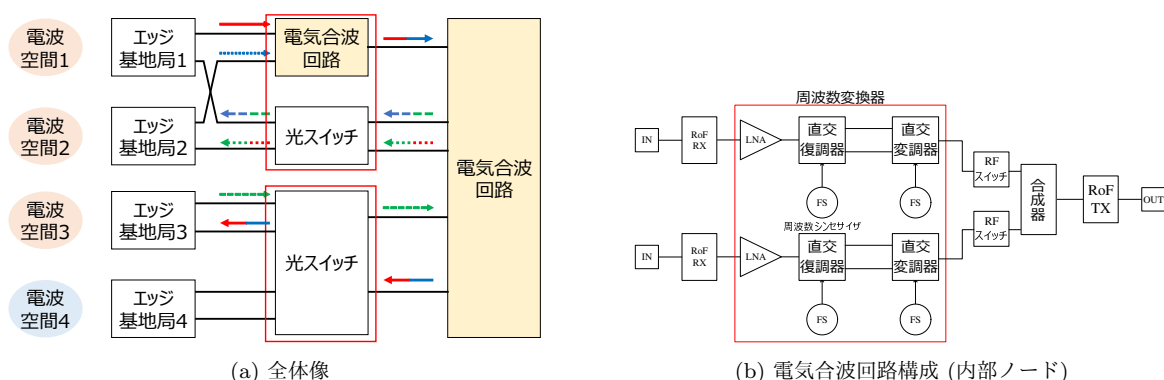 電波
空間1
エッジ
基地局1
電気合波
回路
電波
空間2
エッジ
基地局2
光スイッチ
電波
空間3
エッジ
基地局3
光スイッチ
電波
空間4
エッジ
基地局4
電気合波
回路
(a) 全体像
周波数変換器
IN
RoF
RX
LNA
直交
復調器
直交
変調器
FS
FS
RF
スイッチ
周波数シンセサイザ
IN
RoF
RX
LNA
直交
復調器
直交
変調器
FS
FS
RF
スイッチ
合
成
器
RoF
TX
OUT
(b) 電気合波回路構成 (内部ノード)